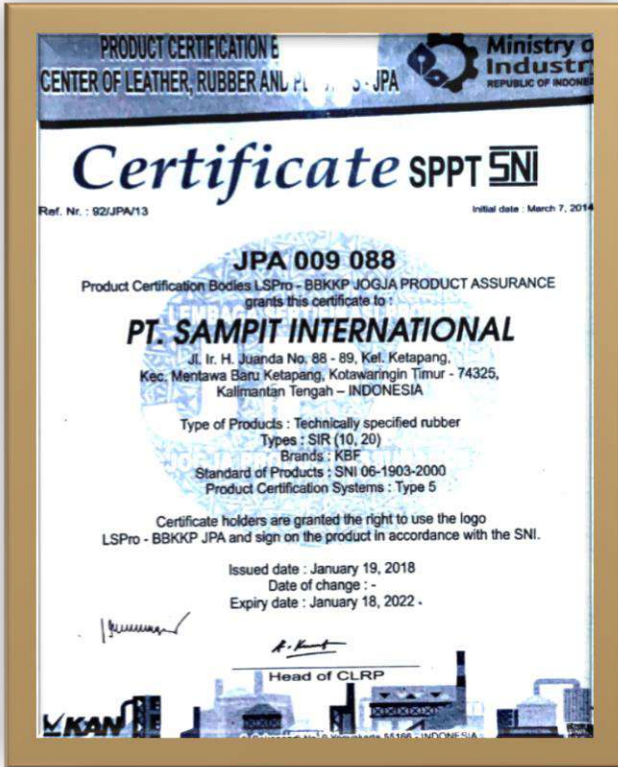 PRODUCT CERTIFICATION
CENTER OF LEATHER, RUBBER AND - JPA
Ministry o
Industr
REPUBLIC OF INDONE
Certificate SPPT SNI
Ref. Nr. : 92/JPA/13
Initial date : March 7, 2014
JPA 009 088
Product Certification Bodies LSPro - BBKKP JOGJA PRODUCT ASSURANCE
grants this certificate to :
PT. SAMPIT INTERNATIONAL
Jl. Ir. H. Juanda No. 88 - 89, Kel. Ketapang,
Kec. Mentawa Baru Ketapang, Kotawaringin Timur - 74325,
Kalimantan Tengah – INDONESIA
Type of Products : Technically specified rubber
Types : SIR (10, 20)
Brands : KBF
Standard of Products : SNI 06-1903-2000
Product Certification Systems : Type 5
Certificate holders are granted the right to use the logo
LSPro - BBKKP JPA and sign on the product in accordance with the SNI.
Issued date : January 19, 2018
Date of change : -
Expiry date : January 18, 2022 .
Head of CLRP
KAN
Yogyakarta 55166 - INDONESIA